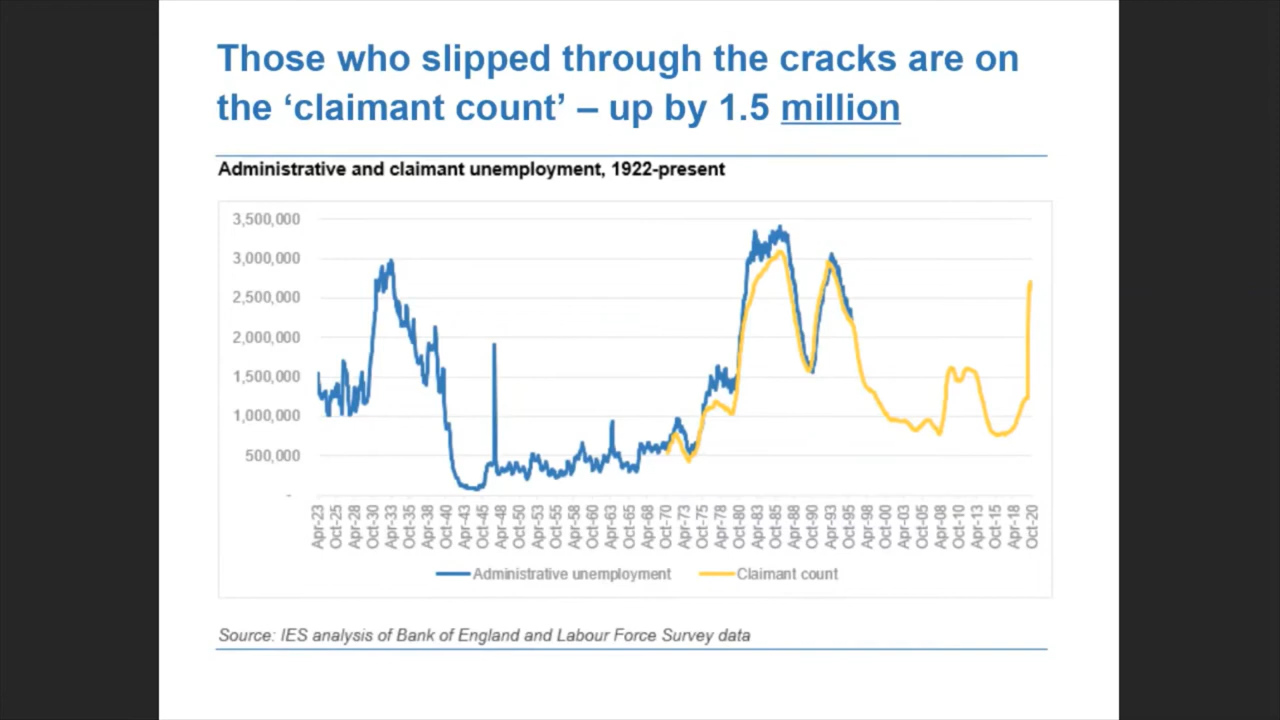 Those who slipped through the cracks are on
the ‘claimant count’ – up by 1.5 million
Administrative and claimant unemployment, 1922-present
3,500,000
3,000,000
2,500,000
2,000,000
1,500,000
1,000,000
500,000
-
Apr-23 Oct-25 Apr-28 Oct-30 Apr-33 Oct-35 Apr-38 Oct-40 Apr-43 Oct-45 Apr-48 Oct-50 Apr-53 Oct-55 Apr-58 Oct-60 Apr-63 Oct-65 Apr-68 Oct-70 Apr-73 Oct-75 Apr-78 Oct-80 Apr-83 Oct-85 Apr-88 Oct-90 Apr-93 Oct-95 Apr-98 Oct-00 Apr-03 Oct-05 Apr-08 Oct-10 Apr-13 Oct-15 Apr-18 Oct-20
Administrative unemployment Claimant count
Source: IES analysis of Bank of England and Labour Force Survey data